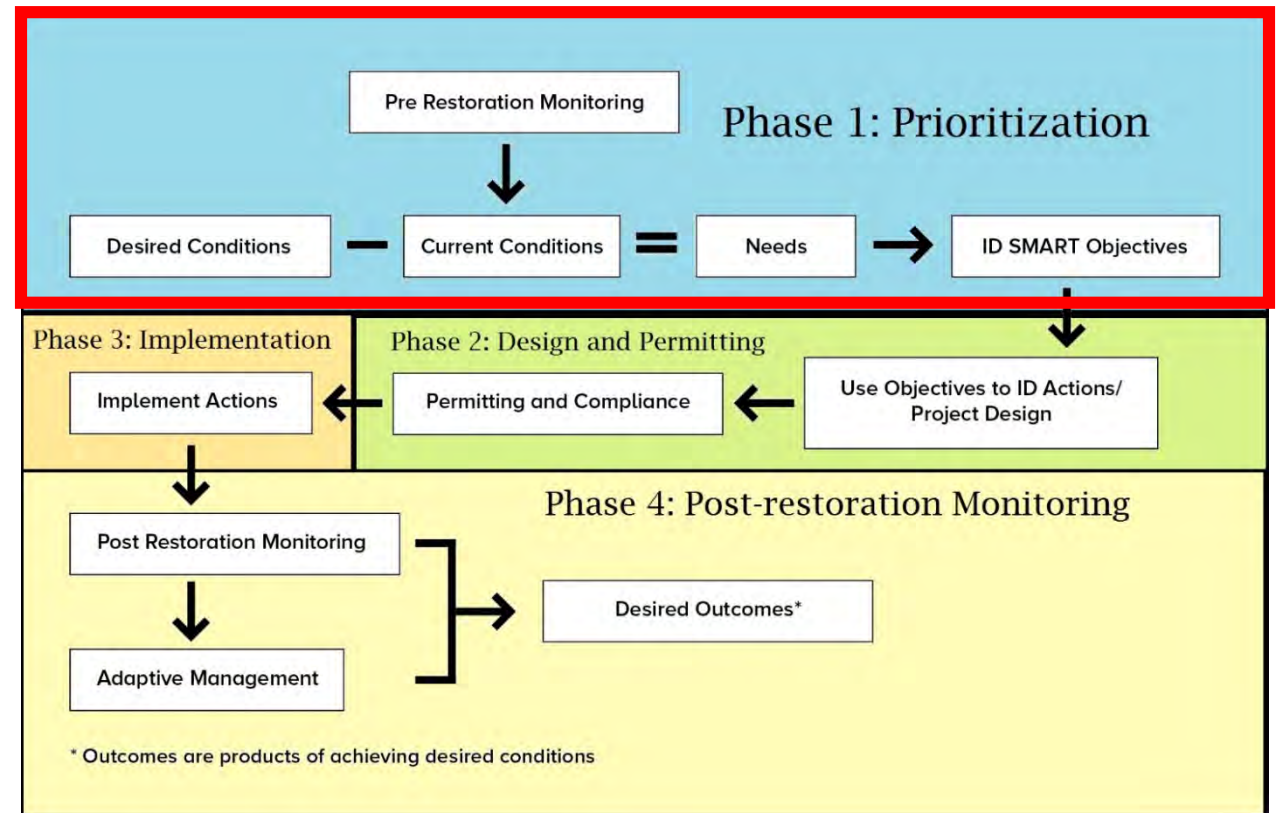 Pre Restoration Monitoring
Phase 1: Prioritization
Desired Conditions
Current Conditions
Needs
ID SMART Objectives
Phase 3: Implementation
Phase 2: Design and Permitting
Implement Actions
Permitting and Compliance
Use Objectives to ID Actions/
Project Design
Phase 4: Post-restoration Monitoring
Post Restoration Monitoring
Desired Outcomes*
Adaptive Management
* Outcomes are products of achieving desired conditions